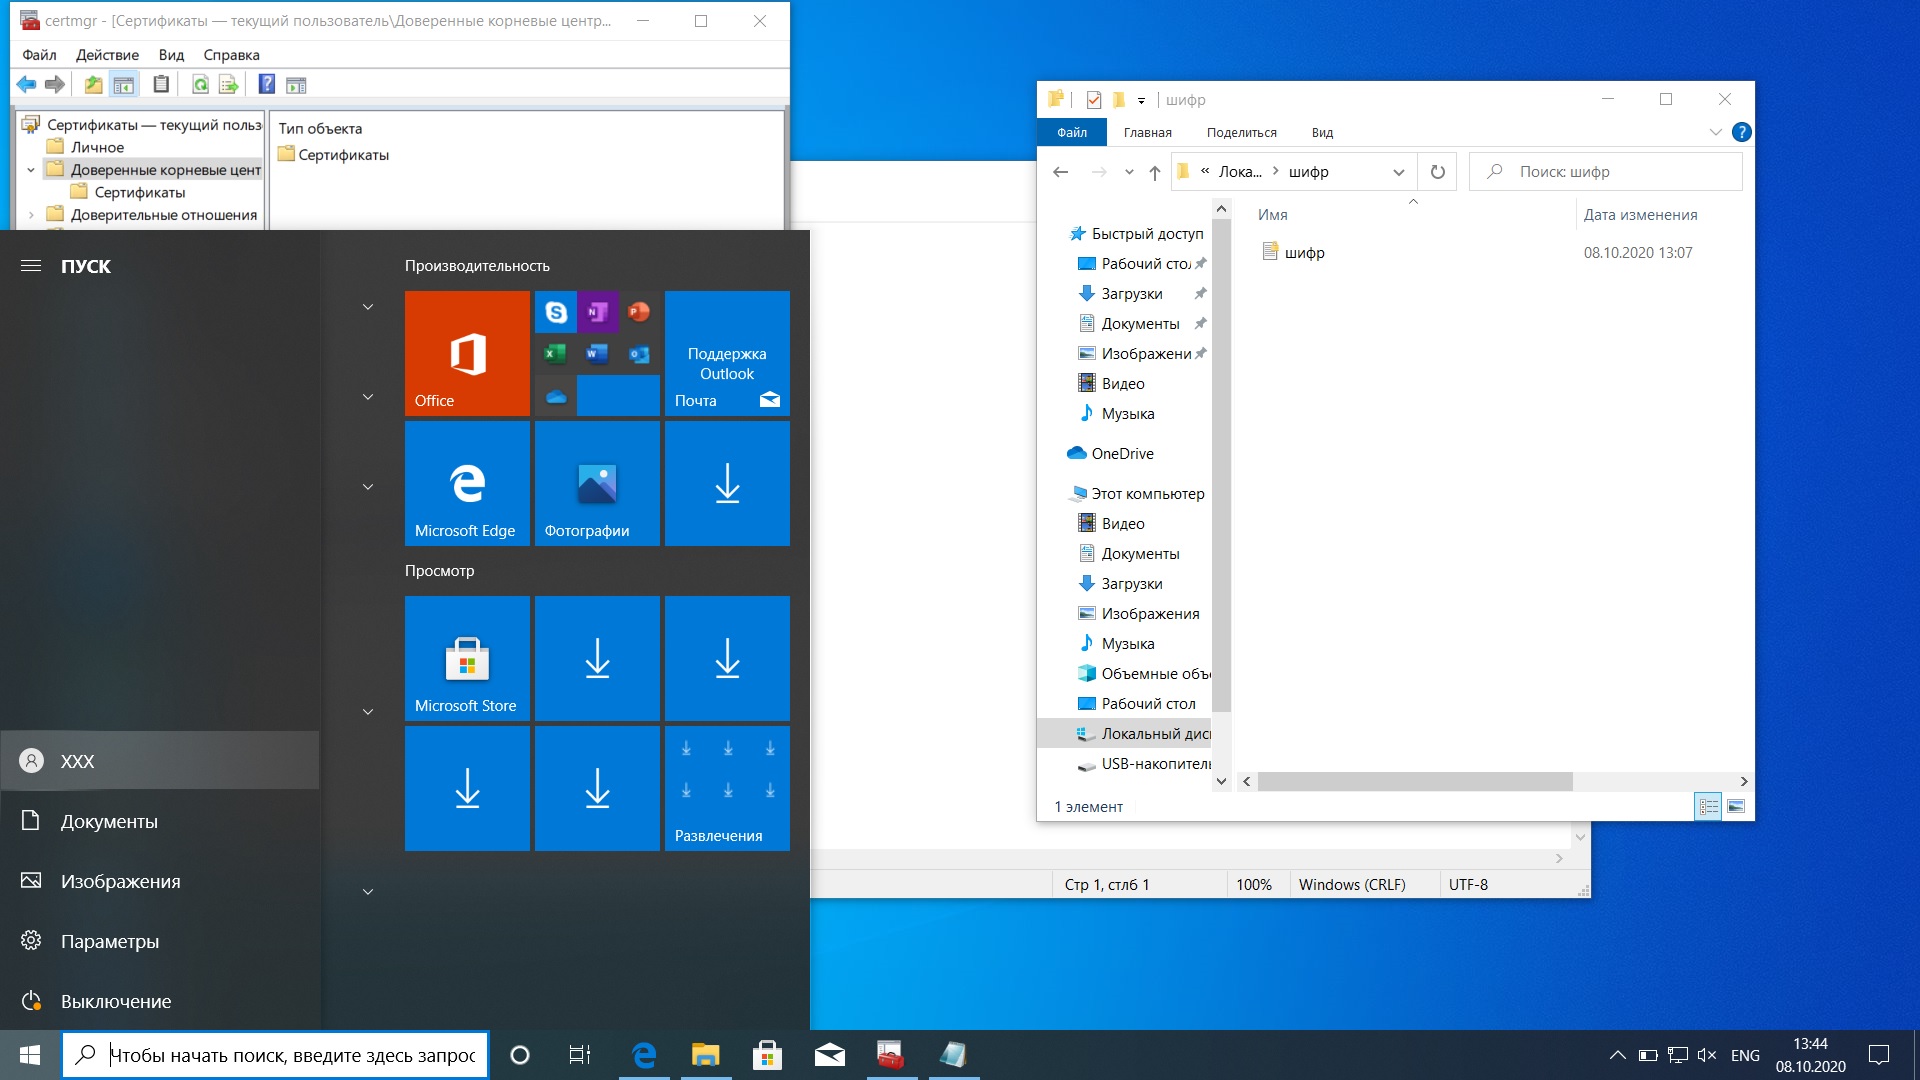 certmgr - [Сертификаты — текущий пользователь\Доверенные корневые центр...
Файл Действие Вид Справка
Сертификаты — текущий польз
Личное
Доверенные корневые цент
Сертификаты
Доверительные отношения
Тип объекта
Сертификаты
шифр
Файл Главная Поделиться Вид
« Лока... › шифр
Поиск: шифр
Имя Дата изменения
шифр 08.10.2020 13:07
Быстрый доступ
Рабочий стол
Загрузки
Документы
Изображени
Видео
Музыка
OneDrive
Этот компьютер
Видео
Документы
Загрузки
Изображения
Музыка
Объемные объ
Рабочий стол
Локальный дис
USB-накопитель
1 элемент
Стр 1, стлб 1 100% Windows (CRLF) UTF-8
ПУСК
XXX
Документы
Изображения
Параметры
Выключение
Производительность
Office
Поддержка
Outlook
Почта
Microsoft Edge
Фотографии
Просмотр
Microsoft Store
Развлечения
Чтобы начать поиск, введите здесь запрос
ENG
13:44
08.10.2020